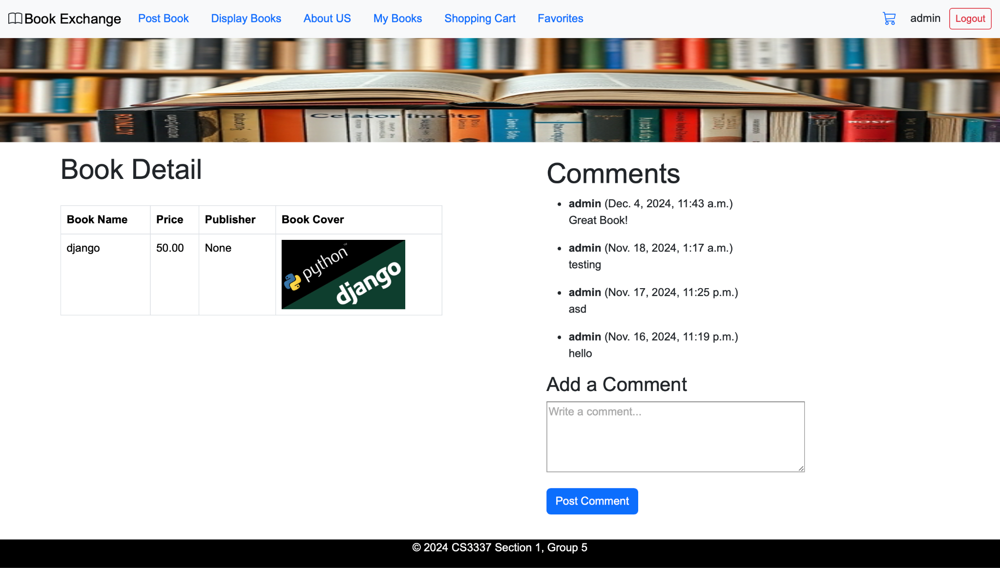 Book Exchange Post Book Display Books About US My Books Shopping Cart Favorites admin Logout
Book Detail
Book Name Price Publisher Book Cover
django 50.00 None
python™
django
Comments
admin (Dec. 4, 2024, 11:43 a.m.)
Great Book!
admin (Nov. 18, 2024, 1:17 a.m.)
testing
admin (Nov. 17, 2024, 11:25 p.m.)
asd
admin (Nov. 16, 2024, 11:19 p.m.)
hello
Add a Comment
Write a comment...
Post Comment
© 2024 CS3337 Section 1, Group 5